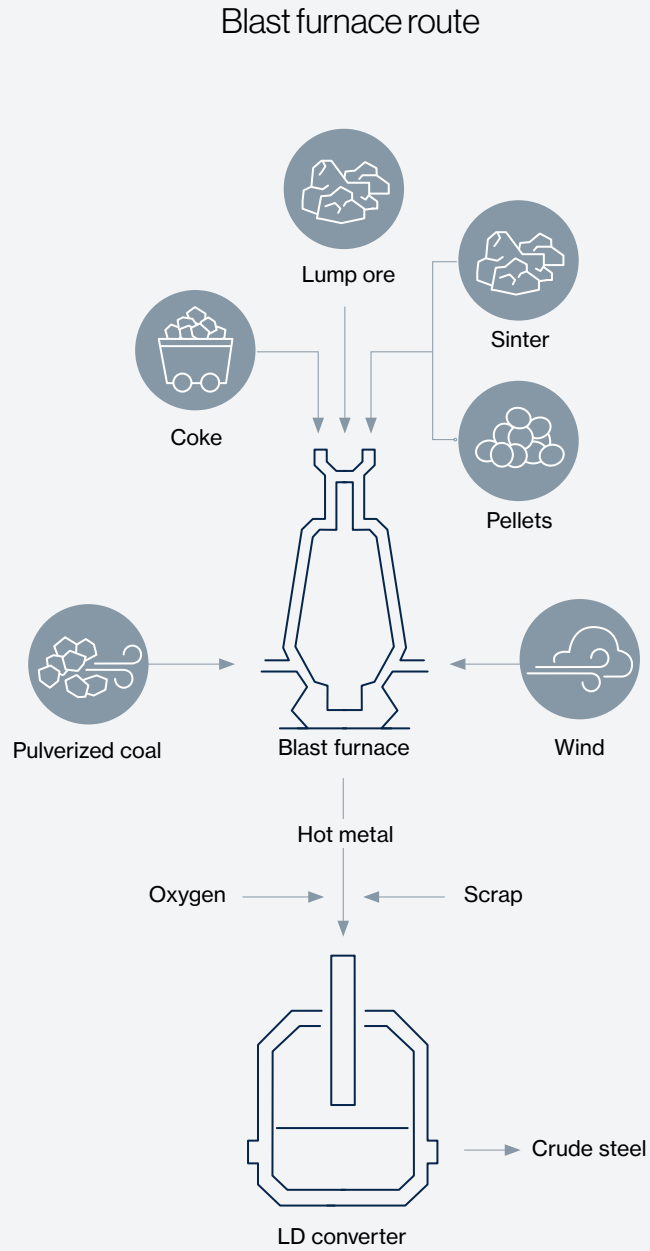 Blast furnace route
Lump ore
Sinter
Coke
Pellets
Pulverized coal
Blast furnace
Wind
Hot metal
Oxygen
Scrap
Crude steel
LD converter